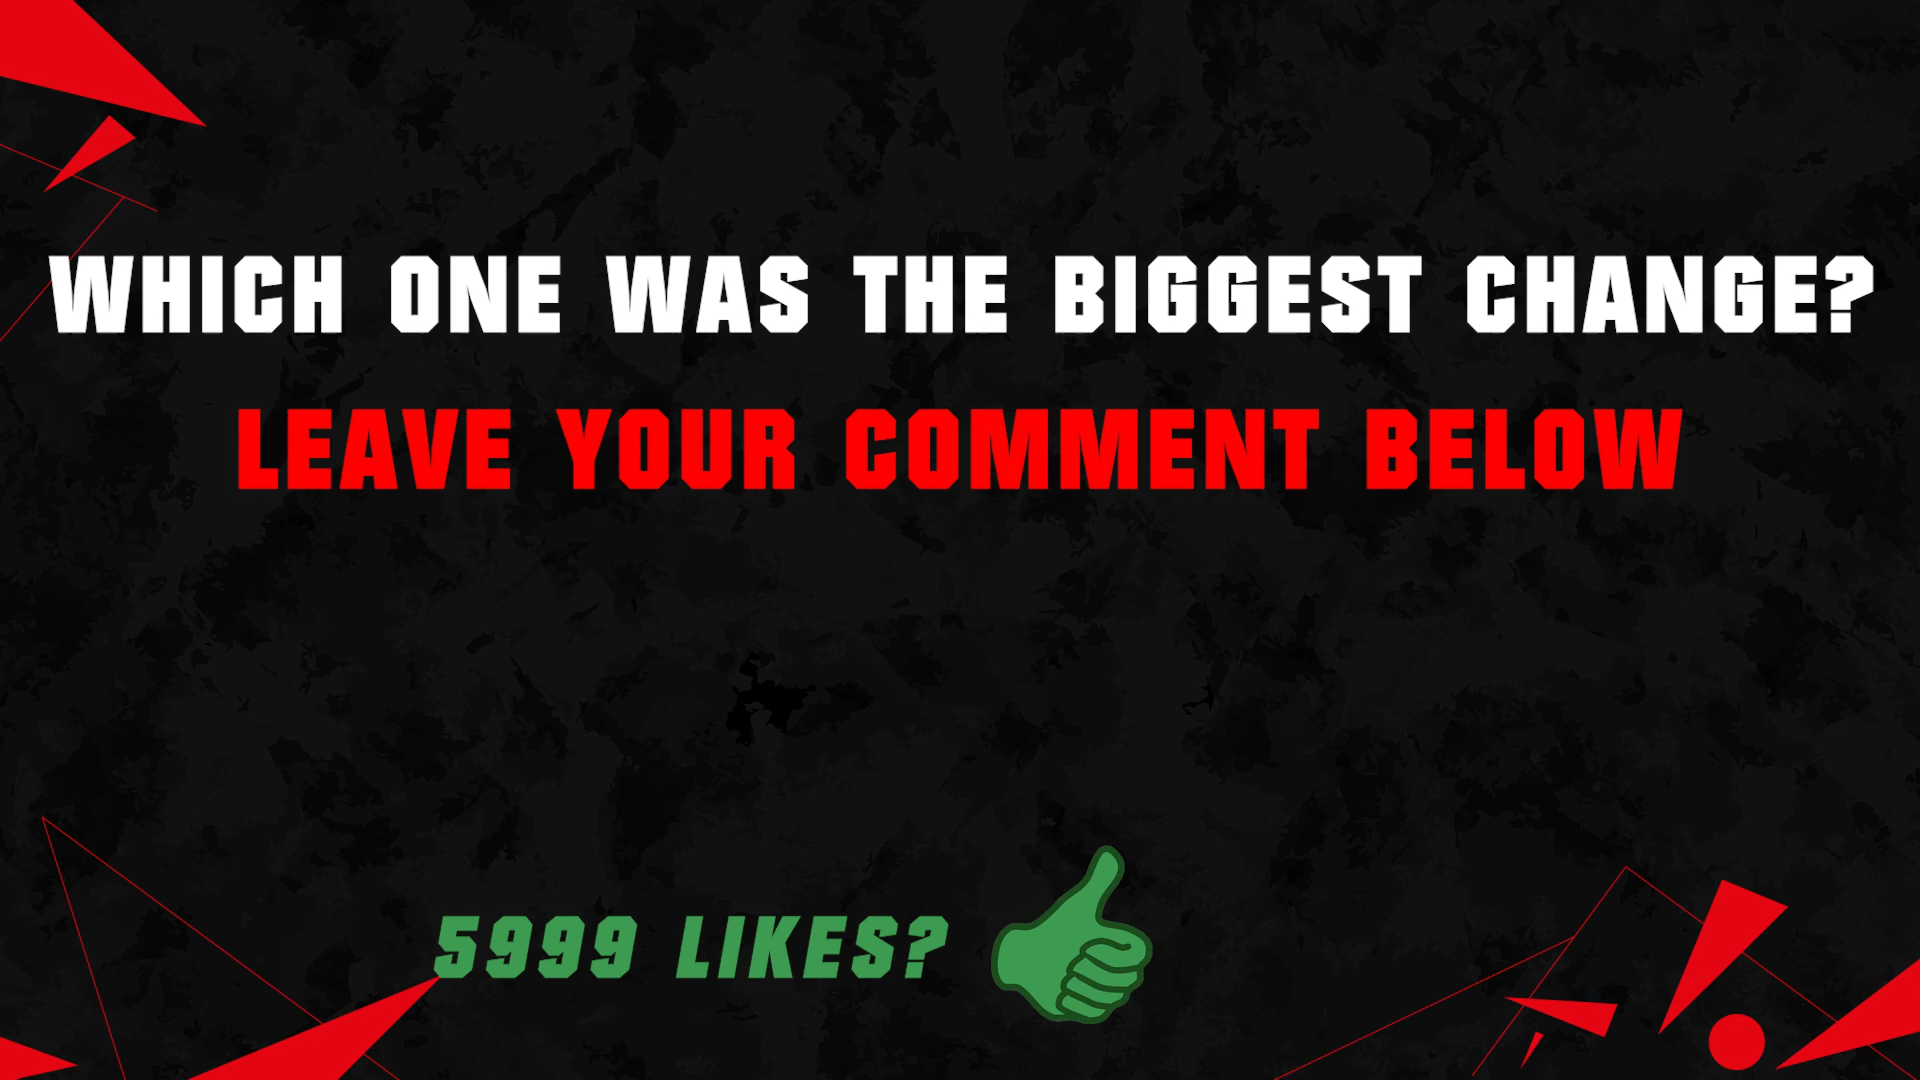 WHICH ONE WAS THE BIGGEST CHANGE?
LEAVE YOUR COMMENT BELOW
5999 LIKES?